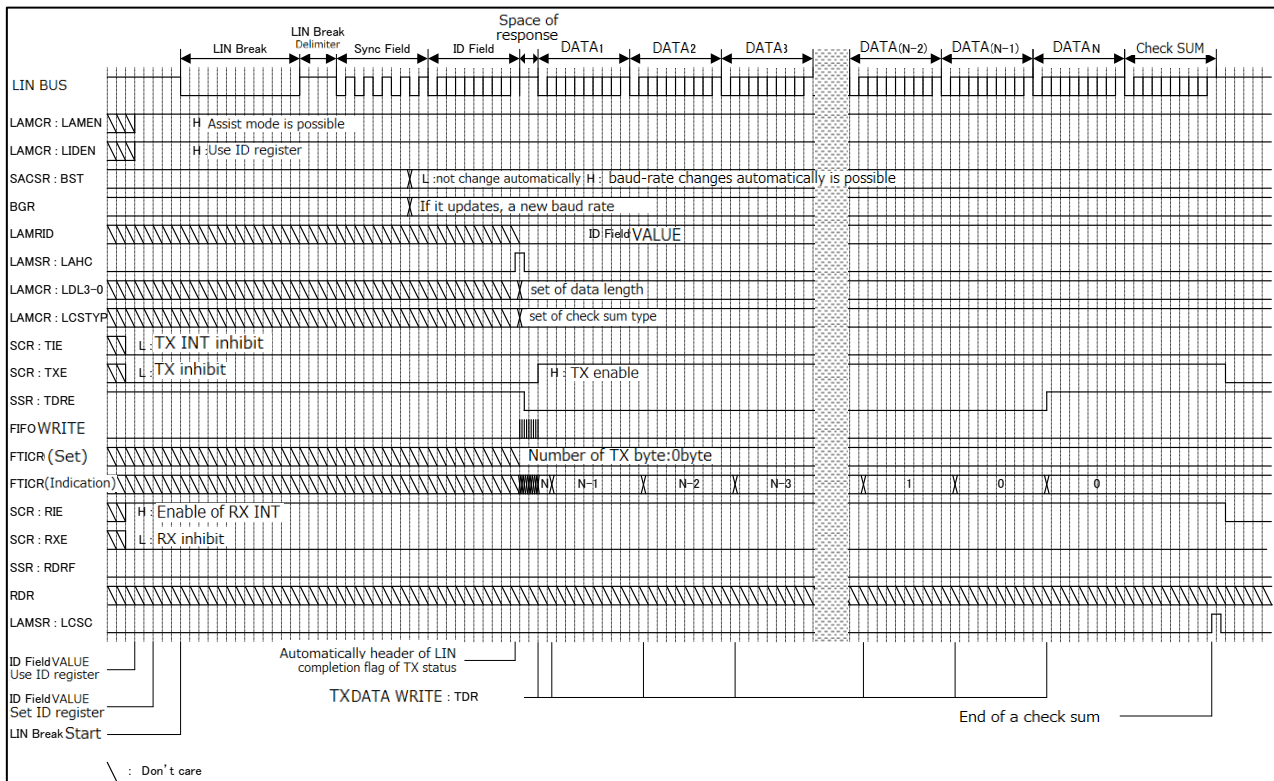 Space of
response
LIN Break
LIN Break
Delimiter
Sync Field
ID Field
DATA1
DATA2
DATA3
DATA(N-2)
DATA(N-1)
DATA N
Check SUM
LIN BUS
LAMCR : LAMEN
H Assist mode is possible
LAMCR : LIDEN
H :Use ID register
SACSR : BST
L :not change automatically H : baud-rate changes automatically is possible
BGR
If it updates, a new baud rate
LAMRID
ID Field VALUE
LAMSR : LAHC
LAMCR : LDL3-0
set of data length
LAMCR : LCSTYP
set of check sum type
SCR : TIE
L : TX INT inhibit
SCR : TXE
L : TX inhibit
H : TX enable
SSR : TDRE
FIFO WRITE
FTICR (Set)
Number of TX byte:0byte
FTICR(Indication)
N
N-1
N-2
N-3
1
0
0
SCR : RIE
H : Enable of RX INT
SCR : RXE
L : RX inhibit
SSR : RDRF
RDR
LAMSR : LCSC
ID Field VALUE
Use ID register
Automatically header of LIN
completion flag of TX status
ID Field VALUE
Set ID register
TXDATA WRITE : TDR
End of a check sum
LIN Break Start
: Don't care